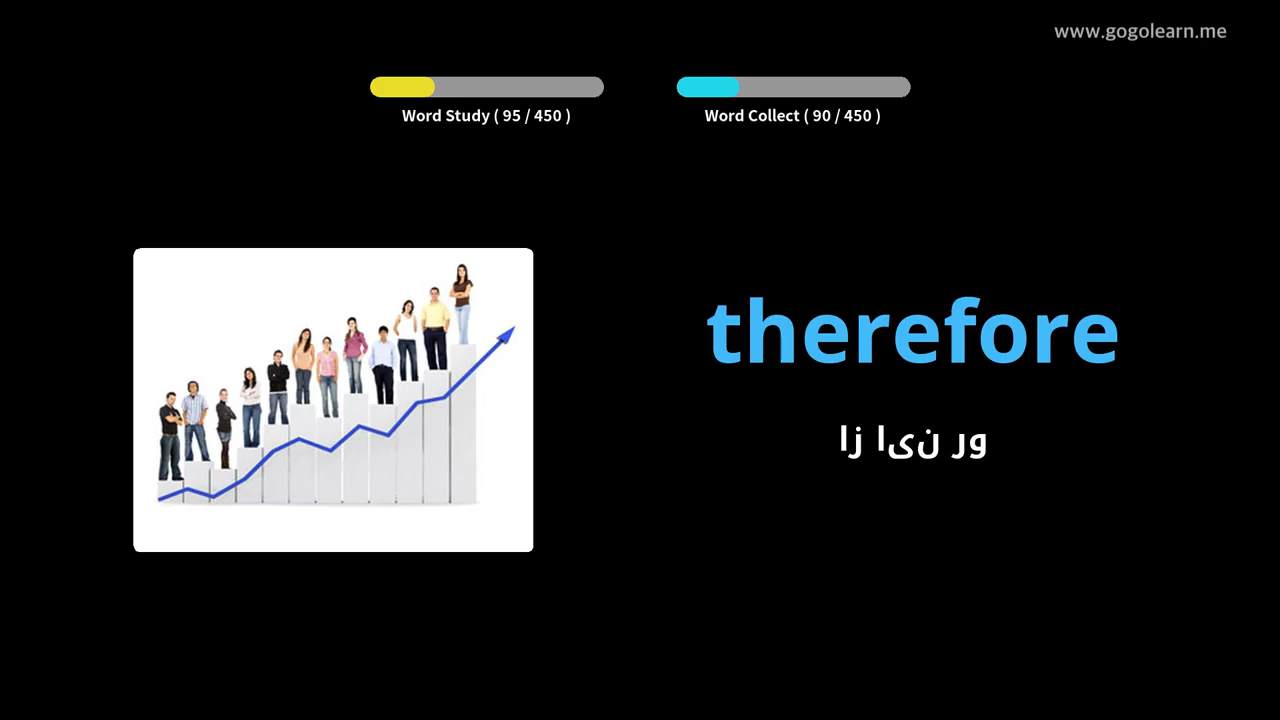 www.gogolearn.me
Word Study ( 95 / 450 )
Word Collect ( 90 / 450 )
therefore
از این رو